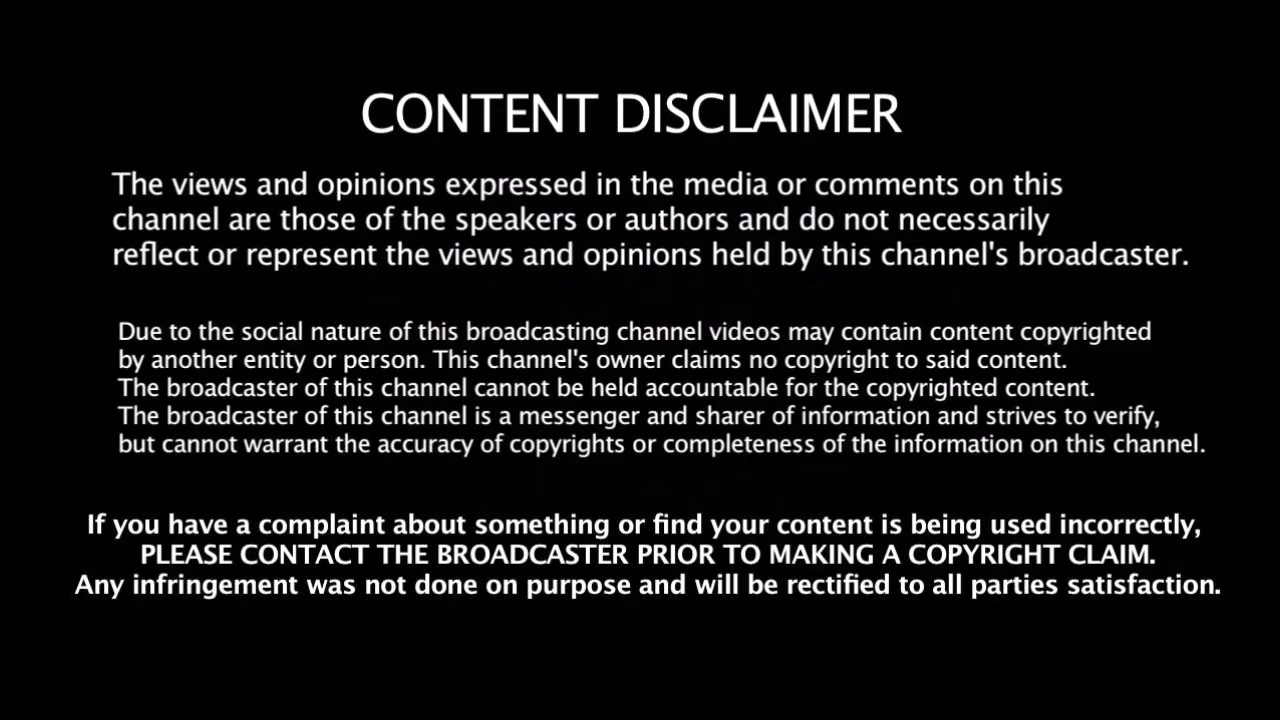 CONTENT DISCLAIMER
The views and opinions expressed in the media or comments on this
channel are those of the speakers or authors and do not necessarily
reflect or represent the views and opinions held by this channel's broadcaster.
Due to the social nature of this broadcasting channel videos may contain content copyrighted
by another entity or person. This channel's owner claims no copyright to said content.
The broadcaster of this channel cannot be held accountable for the copyrighted content.
The broadcaster of this channel is a messenger and sharer of information and strives to verify,
but cannot warrant the accuracy of copyrights or completeness of the information on this channel.
If you have a complaint about something or find your content is being used incorrectly,
PLEASE CONTACT THE BROADCASTER PRIOR TO MAKING A COPYRIGHT CLAIM.
Any infringement was not done on purpose and will be rectified to all parties satisfaction.